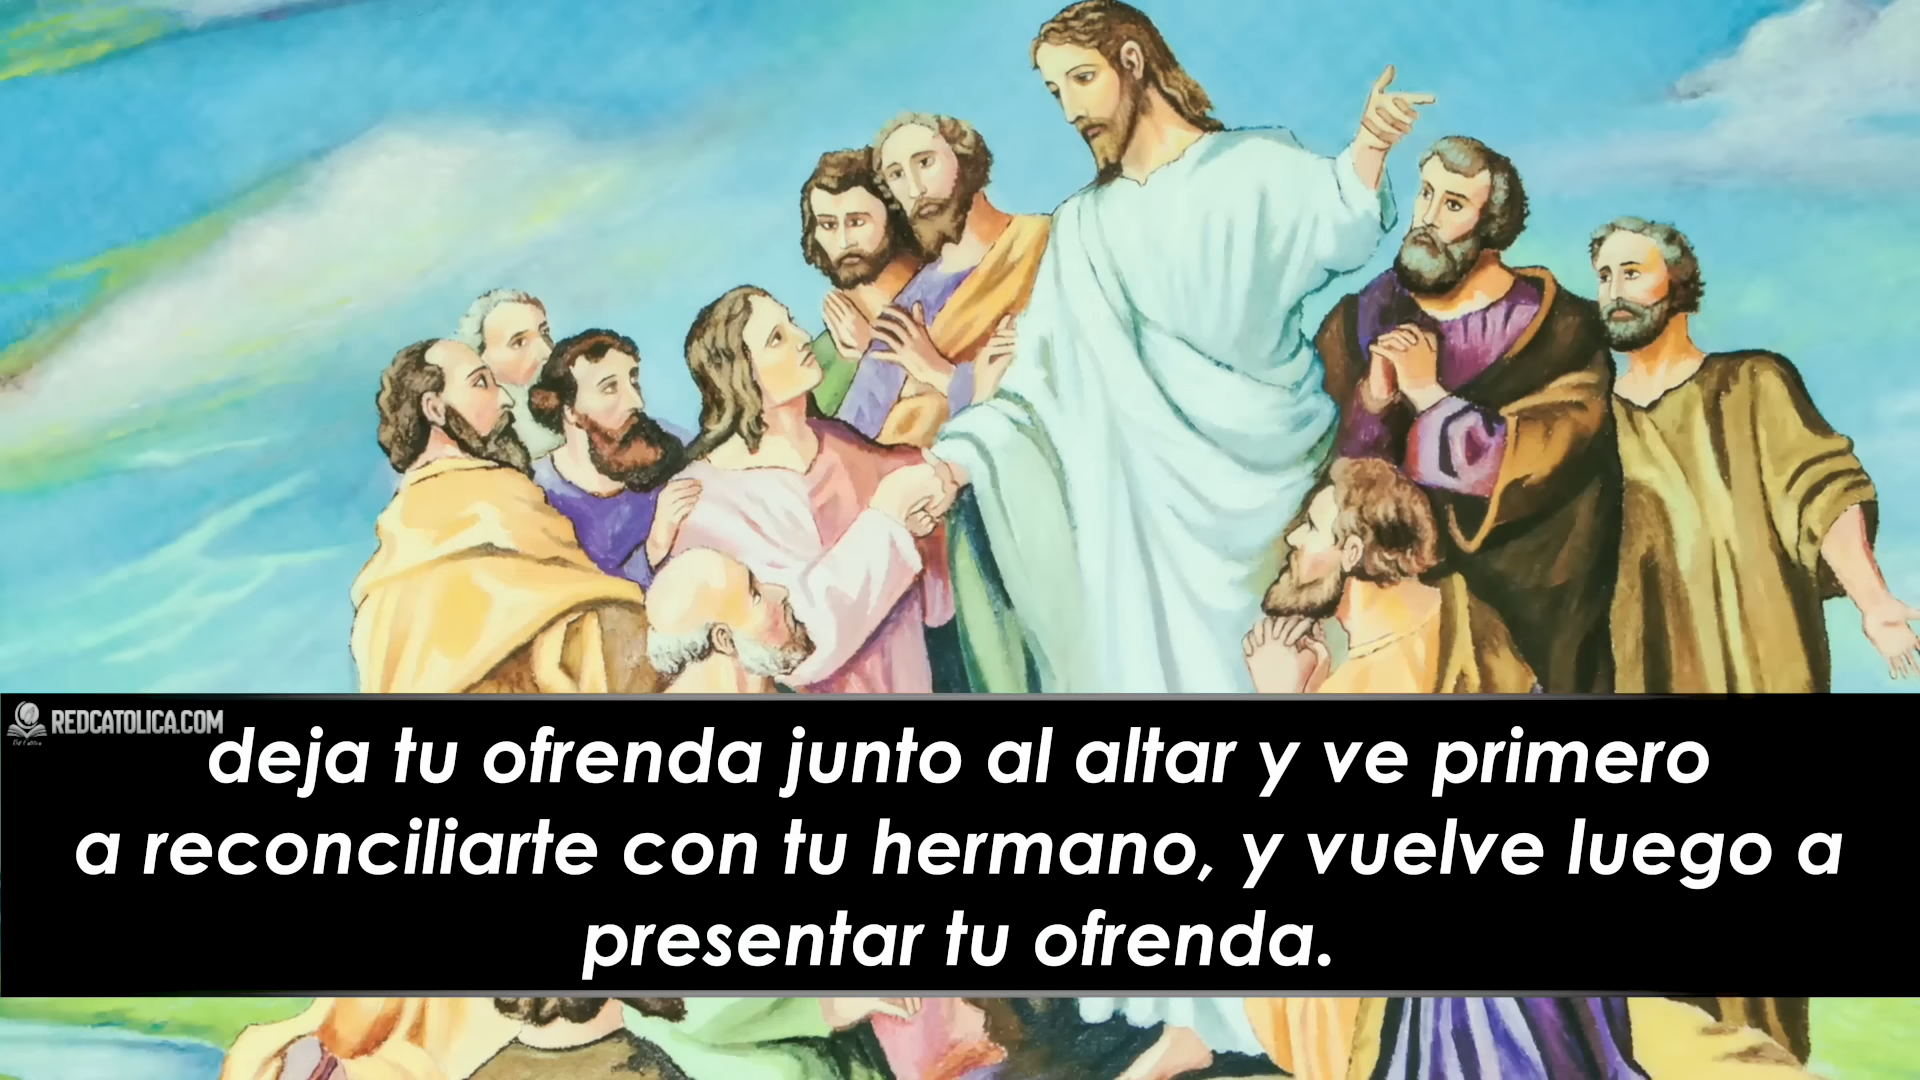 REDCATOLICA.COM
deja tu ofrenda junto al altar y ve primero
a reconciliarte con tu hermano, y vuelve luego a
presentar tu ofrenda.